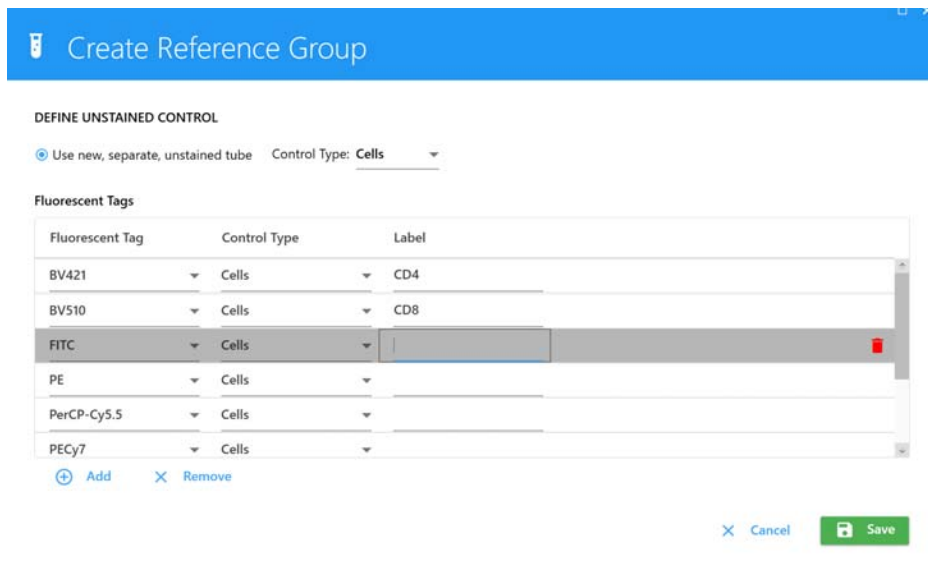 Create Reference Group
DEFINE UNSTAINED CONTROL
Use new, separate, unstained tube Control Type: Cells
Fluorescent Tags
Fluorescent Tag Control Type Label
BV421 Cells CD4
BV510 Cells CD8
FITC Cells
PE Cells
PerCP-Cy5.5 Cells
PECy7 Cells
Add Remove
Cancel Save